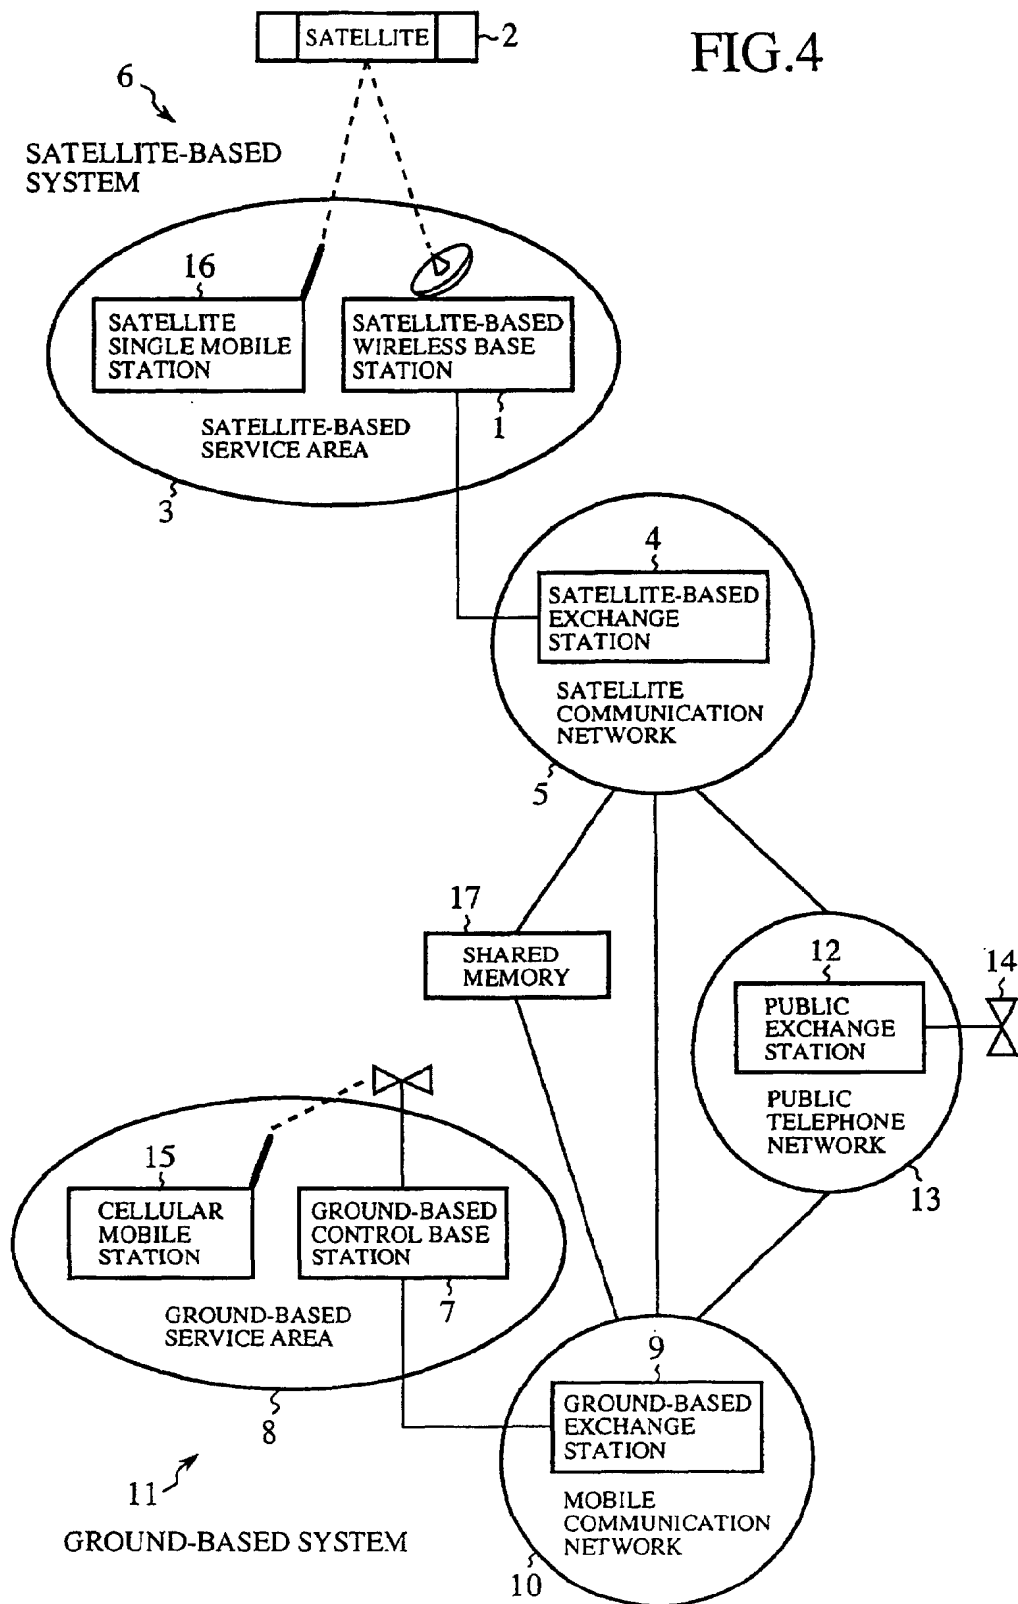 FIG.4
SATELLITE
2
6
SATELLITE-BASED
SYSTEM
16
SATELLITE
SINGLE MOBILE
STATION
SATELLITE-BASED
WIRELESS BASE
STATION
1
SATELLITE-BASED
SERVICE AREA
3
4
SATELLITE-BASED
EXCHANGE
STATION
SATELLITE
COMMUNICATION
NETWORK
5
17
SHARED
MEMORY
12
PUBLIC
EXCHANGE
STATION
14
PUBLIC
TELEPHONE
NETWORK
13
15
CELLULAR
MOBILE
STATION
GROUND-BASED
CONTROL BASE
STATION
7
GROUND-BASED
SERVICE AREA
8
9
GROUND-BASED
EXCHANGE
STATION
MOBILE
COMMUNICATION
NETWORK
10
11
GROUND-BASED SYSTEM